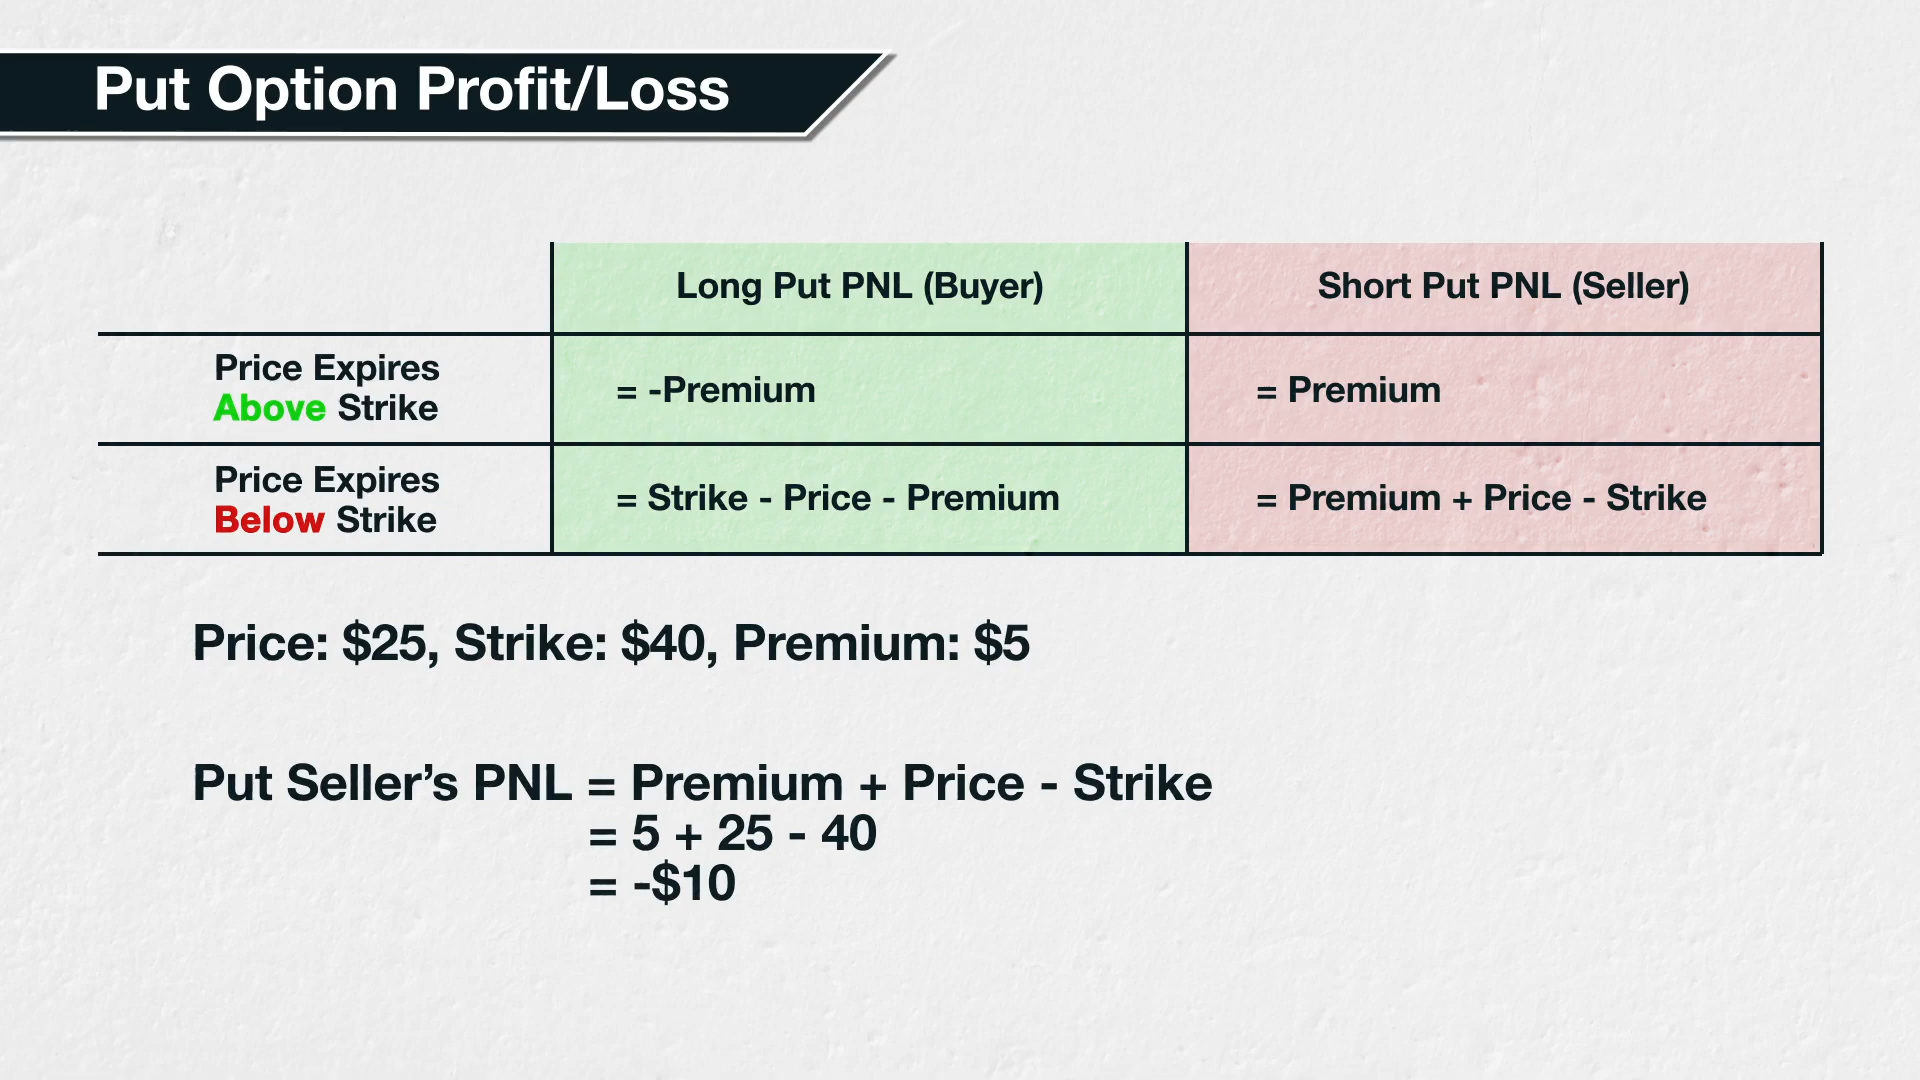 Put Option Profit/Loss
Long Put PNL (Buyer)
Short Put PNL (Seller)
Price Expires
Above Strike
= -Premium
= Premium
Price Expires
Below Strike
= Strike - Price - Premium
= Premium + Price - Strike
Price: $25, Strike: $40, Premium: $5
Put Seller’s PNL = Premium + Price - Strike
= 5 + 25 - 40
= -$10